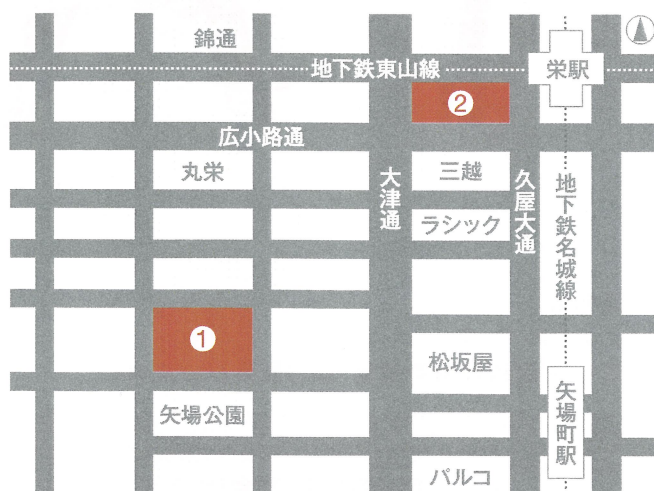 錦通
地下鉄東山線
栄駅
2
広小路通
丸栄
大津通
三越
久屋大通
地下鉄名城線
ラシック
1
松坂屋
矢場公園
矢場町駅
パルコ